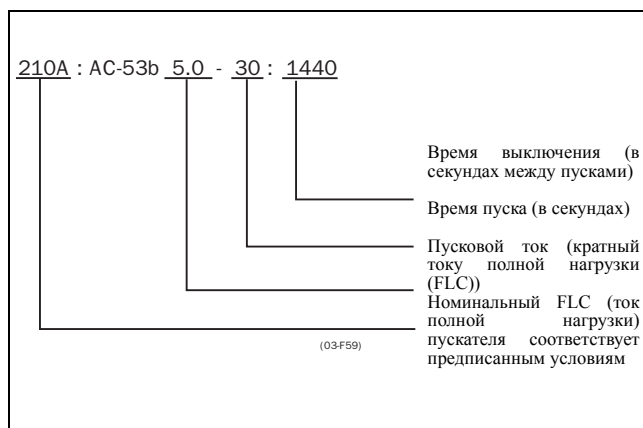 210A : AC-53b 5.0 - 30 : 1440
Время выключения (в
секундах между пусками)
Время пуска (в секундах)
Пусковой ток (кратный
току полной нагрузки
(FLC))
Номинальный FLC (ток
полной нагрузки)
пускателя соответствует
предписанным условиям
(03-F59)